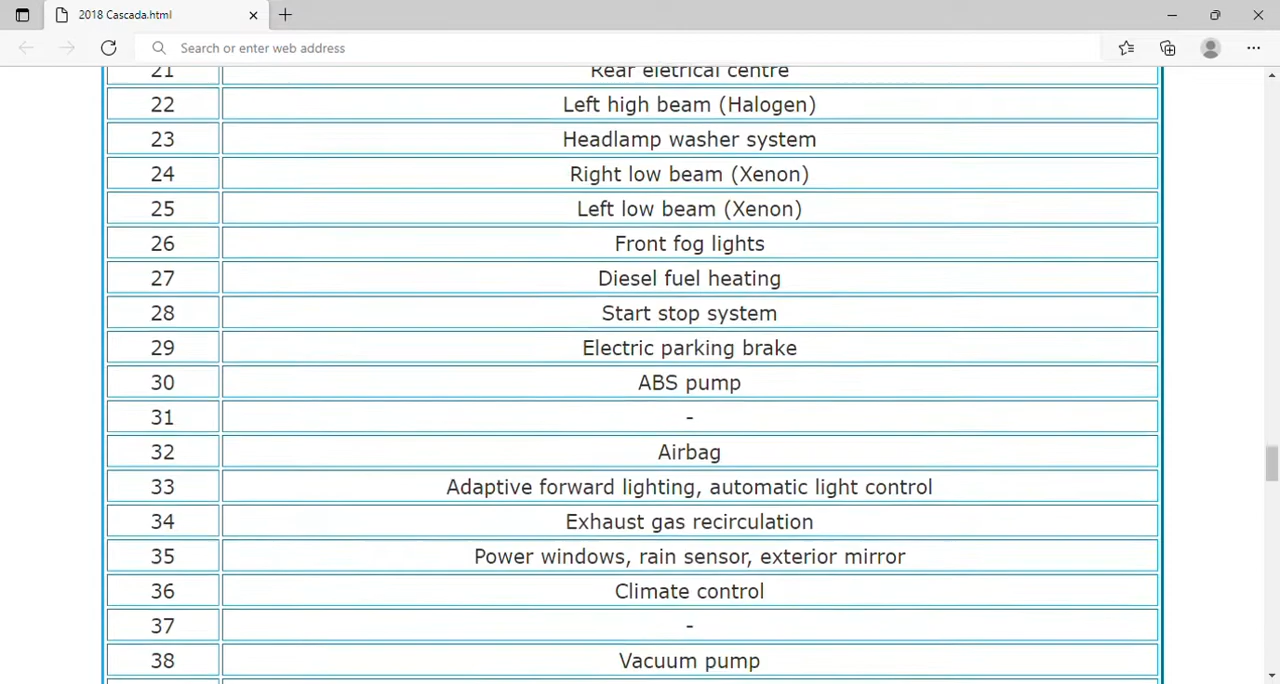 2018 Cascada.html
Search or enter web address
21 Rear eletrical centre
22 Left high beam (Halogen)
23 Headlamp washer system
24 Right low beam (Xenon)
25 Left low beam (Xenon)
26 Front fog lights
27 Diesel fuel heating
28 Start stop system
29 Electric parking brake
30 ABS pump
31 -
32 Airbag
33 Adaptive forward lighting, automatic light control
34 Exhaust gas recirculation
35 Power windows, rain sensor, exterior mirror
36 Climate control
37 -
38 Vacuum pump